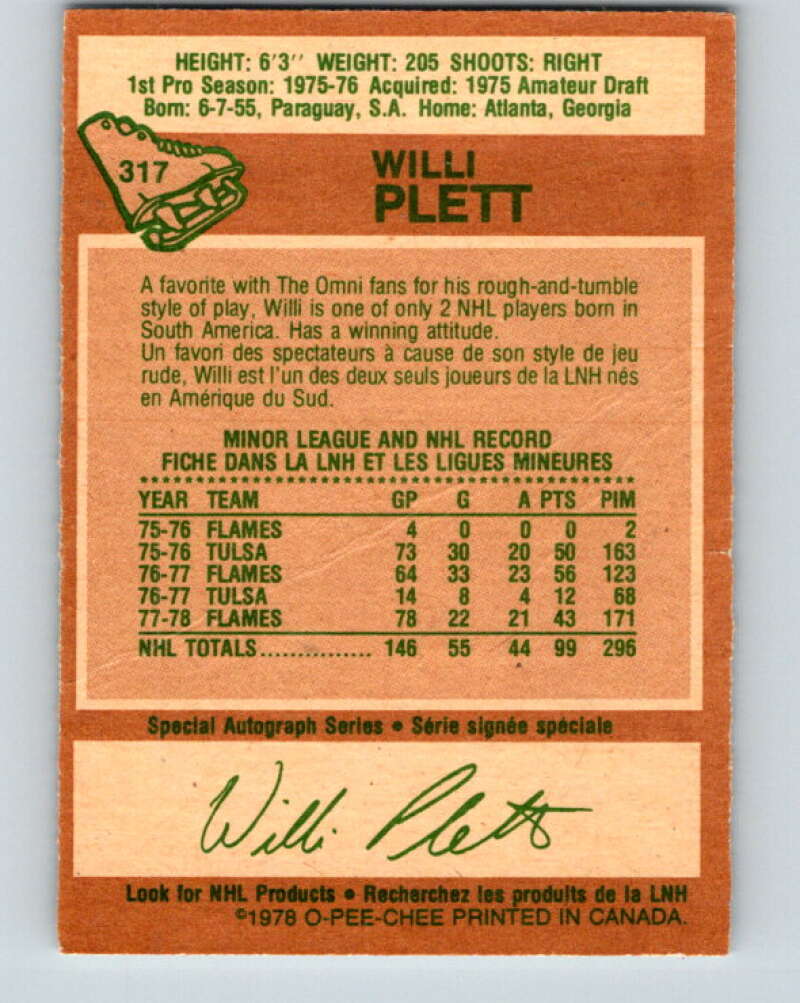 HEIGHT: 6'3'' WEIGHT: 205 SHOOTS: RIGHT
1st Pro Season: 1975-76 Acquired: 1975 Amateur Draft
Born: 6-7-55, Paraguay, S.A. Home: Atlanta, Georgia
317
WILLI
PLETT
A favorite with The Omni fans for his rough-and-tumble
style of play, Willi is one of only 2 NHL players born in
South America. Has a winning attitude.
Un favori des spectateurs à cause de son style de jeu
rude, Willi est l'un des deux seuls joueurs de la LNH nés
en Amérique du Sud.
MINOR LEAGUE AND NHL RECORD
FICHE DANS LA LNH ET LES LIGUES MINEURES
YEAR TEAM GP G A PTS PIM
75-76 FLAMES 4 0 0 0 2
75-76 TULSA 73 30 20 50 163
76-77 FLAMES 64 33 23 56 123
76-77 TULSA 14 8 4 12 68
77-78 FLAMES 78 22 21 43 171
NHL TOTALS............... 146 55 44 99 296
Special Autograph Series • Série signée spéciale
Willi Plett
Look for NHL Products • Recherchez les produits de la LNH
©1978 O-PEE-CHEE PRINTED IN CANADA.